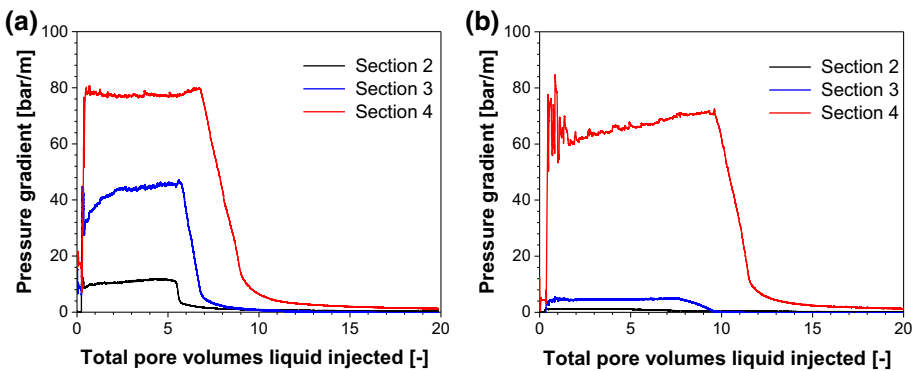 (a)
100
80
60
40
20
0
Pressure gradient [bar/m]
Section 2
Section 3
Section 4
0
5
10
15
20
Total pore volumes liquid injected [-]
(b)
100
80
60
40
20
0
Pressure gradient [bar/m]
Section 2
Section 3
Section 4
0
5
10
15
20
Total pore volumes liquid injected [-]